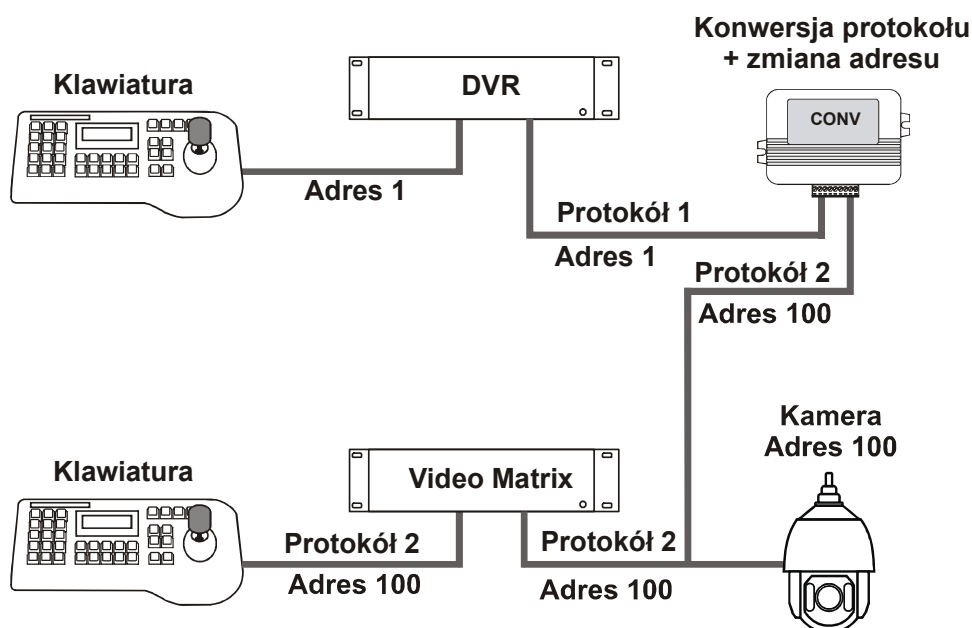 Konwersja protokołu
+ zmiana adresu
Klawiatura
DVR
CONV
Adres 1
Protokół 1
Adres 1
Protokół 2
Adres 100
Kamera
Adres 100
Klawiatura
Video Matrix
Protokół 2
Adres 100
Protokół 2
Adres 100